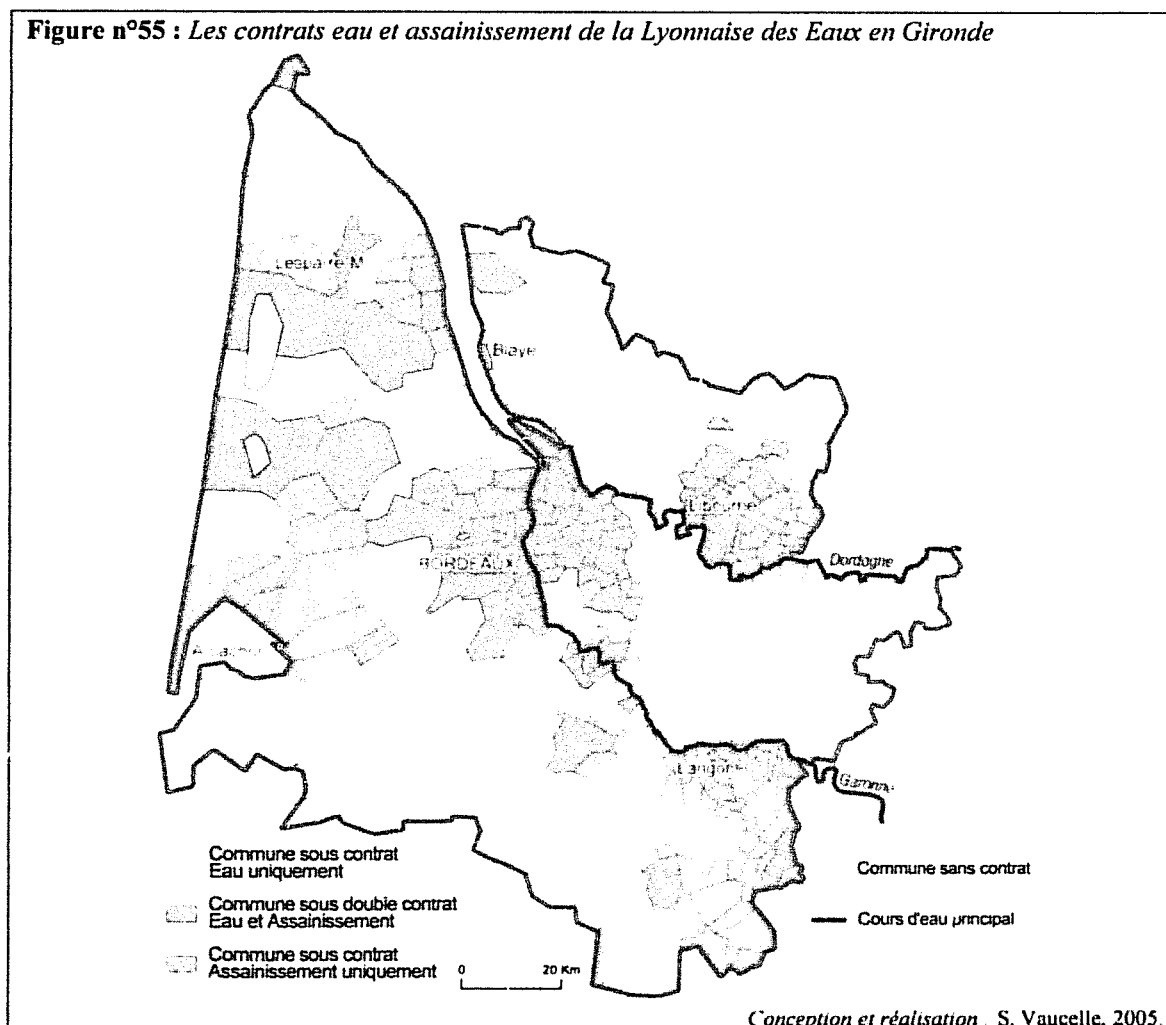 Figure n°55 : Les contrats eau et assainissement de la Lyonnaise des Eaux en Gironde
Blaye
Libourne
Dordogne
BORDEAUX
Langon
Garonne
Commune sous contrat
Eau uniquement
Commune sous double contrat
Eau et Assainissement
Commune sous contrat
Assainissement uniquement
0 20 Km
Commune sans contrat
Cours d'eau principal
Conception et réalisation : S. Vaucelle, 2005.